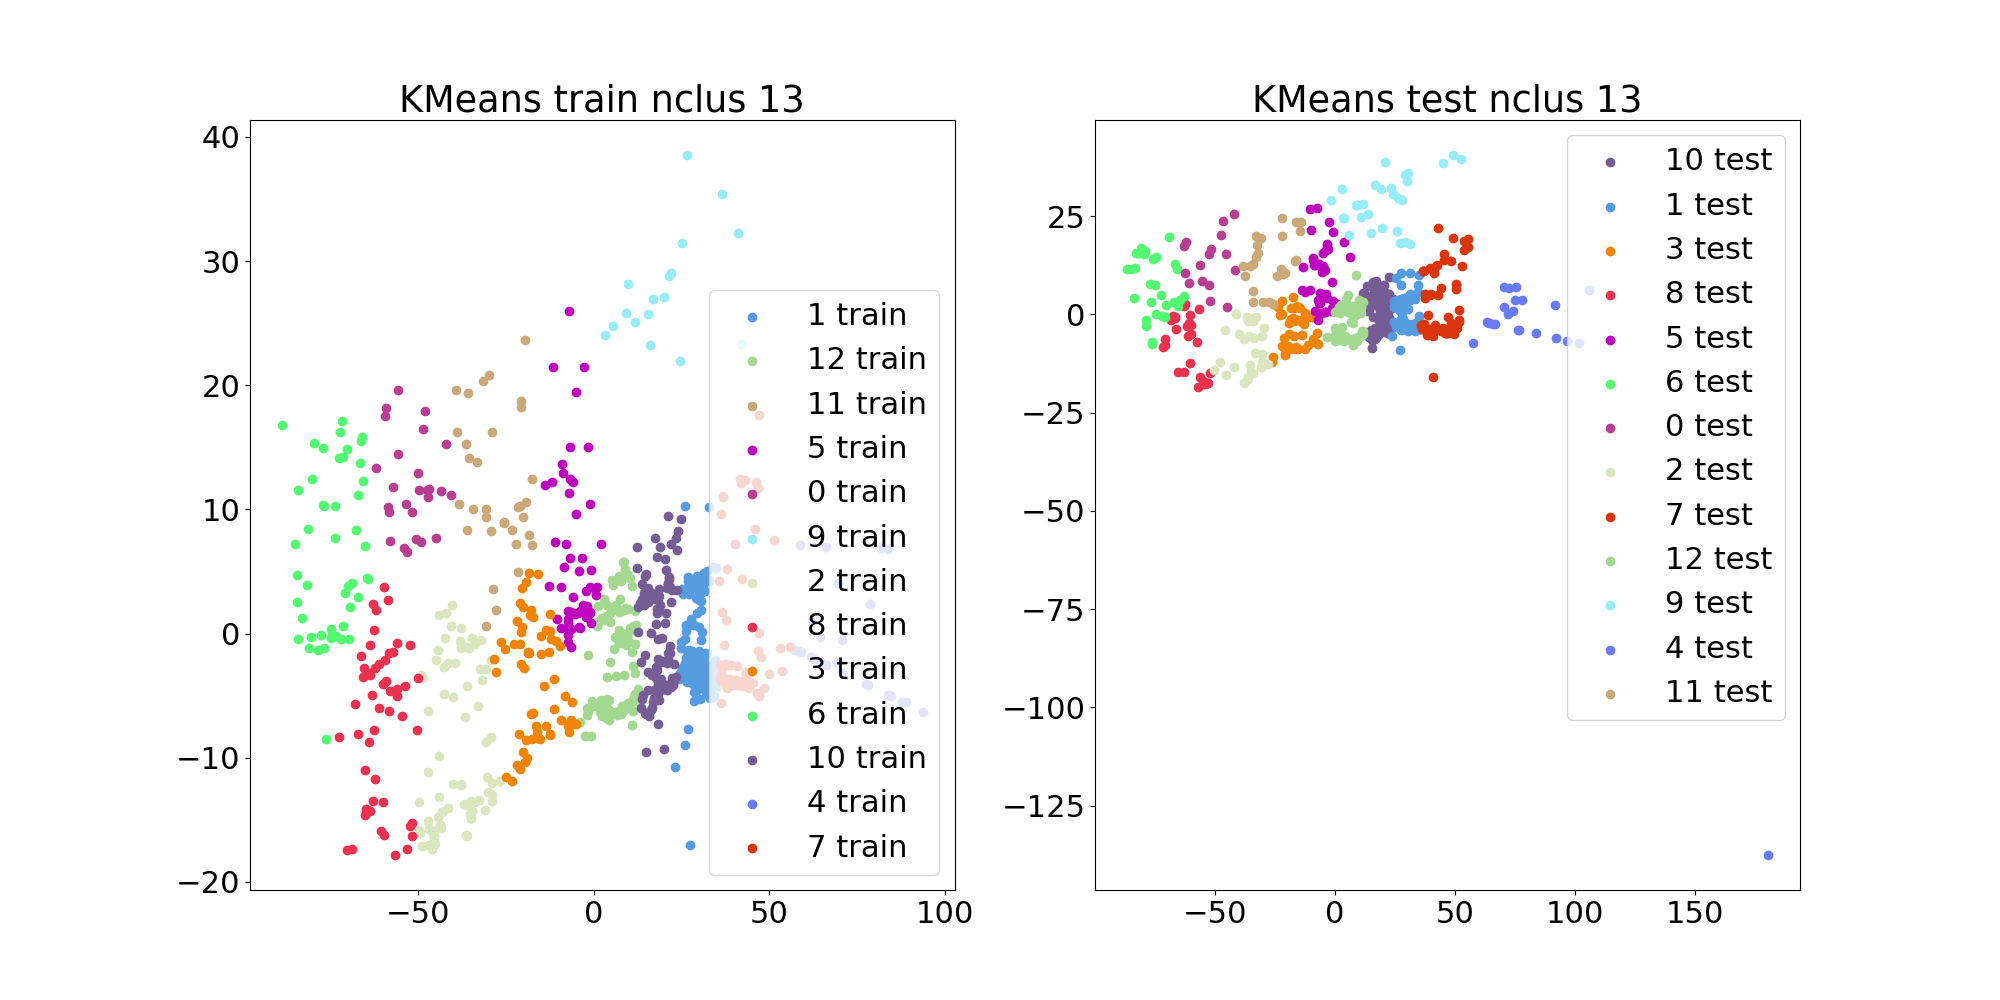 KMeans train nclus 13
40
30
20
10
0
−10
−20
−50
0
50
100
1 train
12 train
11 train
5 train
0 train
9 train
2 train
8 train
3 train
6 train
10 train
4 train
7 train
KMeans test nclus 13
25
0
−25
−50
−75
−100
−125
−50
0
50
100
150
10 test
1 test
3 test
8 test
5 test
6 test
0 test
2 test
7 test
12 test
9 test
4 test
11 test